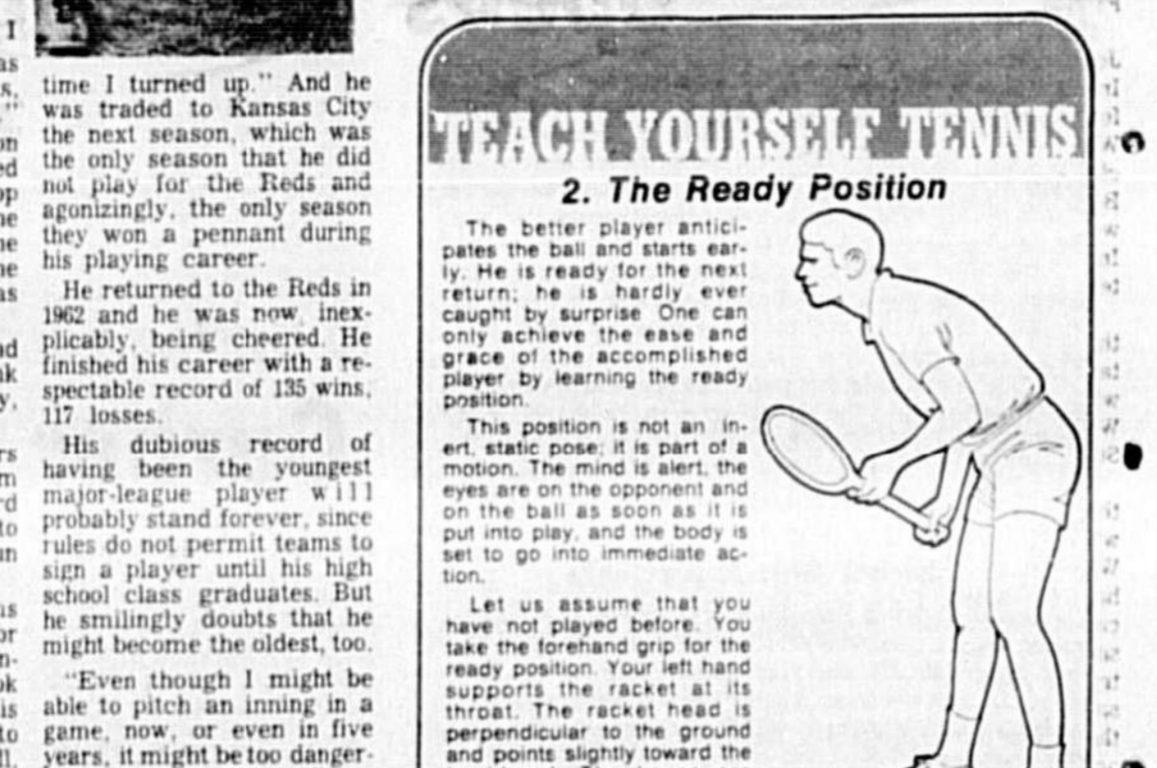 time I turned up." And he
was traded to Kansas City
the next season, which was
the only season that he did
not play for the Reds and
agonizingly, the only season
they won a pennant during
his playing career.
He returned to the Reds in
1962 and he was now, inex-
plicably, being cheered. He
finished his career with a re-
spectable record of 135 wins,
117 losses.
His dubious record of
having been the youngest
major-league player will
probably stand forever, since
rules do not permit teams to
sign a player until his high
school class graduates. But
he smilingly doubts that he
might become the oldest, too.
"Even though I might be
able to pitch an inning in a
game, now, or even in five
years, it might be too danger-
TEACH YOURSELF TENNIS
2. The Ready Position
The better player antici-
pates the ball and starts ear-
ly. He is ready for the next
return; he is hardly ever
caught by surprise One can
only achieve the ease and
grace of the accomplished
player by learning the ready
position.
This position is not an in-
ert, static pose; it is part of a
motion. The mind is alert, the
eyes are on the opponent and
on the ball as soon as it is
put into play, and the body is
set to go into immediate ac-
tion.
Let us assume that you
have not played before. You
take the forehand grip for the
ready position. Your left hand
supports the racket at its
throat. The racket head is
perpendicular to the ground
and points slightly toward the